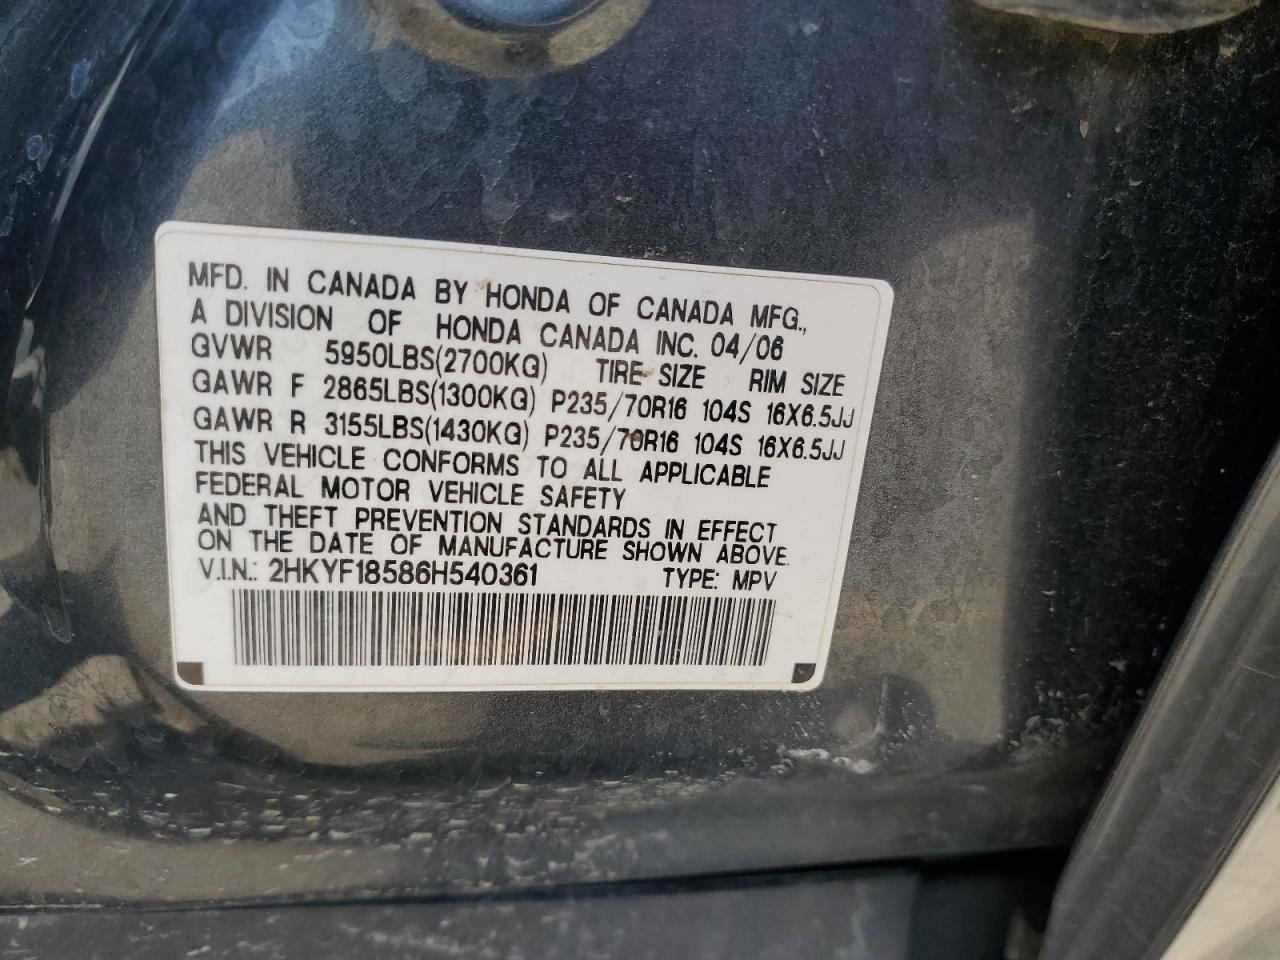 MFD. IN CANADA BY HONDA OF CANADA MFG.,
A DIVISION OF HONDA CANADA INC. 04/06
GVWR 5950LBS(2700KG) TIRE SIZE RIM SIZE
GAWR F 2865LBS(1300KG) P235/70R16 104S 16X6.5JJ
GAWR R 3155LBS(1430KG) P235/70R16 104S 16X6.5JJ
THIS VEHICLE CONFORMS TO ALL APPLICABLE
FEDERAL MOTOR VEHICLE SAFETY
AND THEFT PREVENTION STANDARDS IN EFFECT
ON THE DATE OF MANUFACTURE SHOWN ABOVE.
V.I.N.: 2HKYF18586H540361 TYPE: MPV